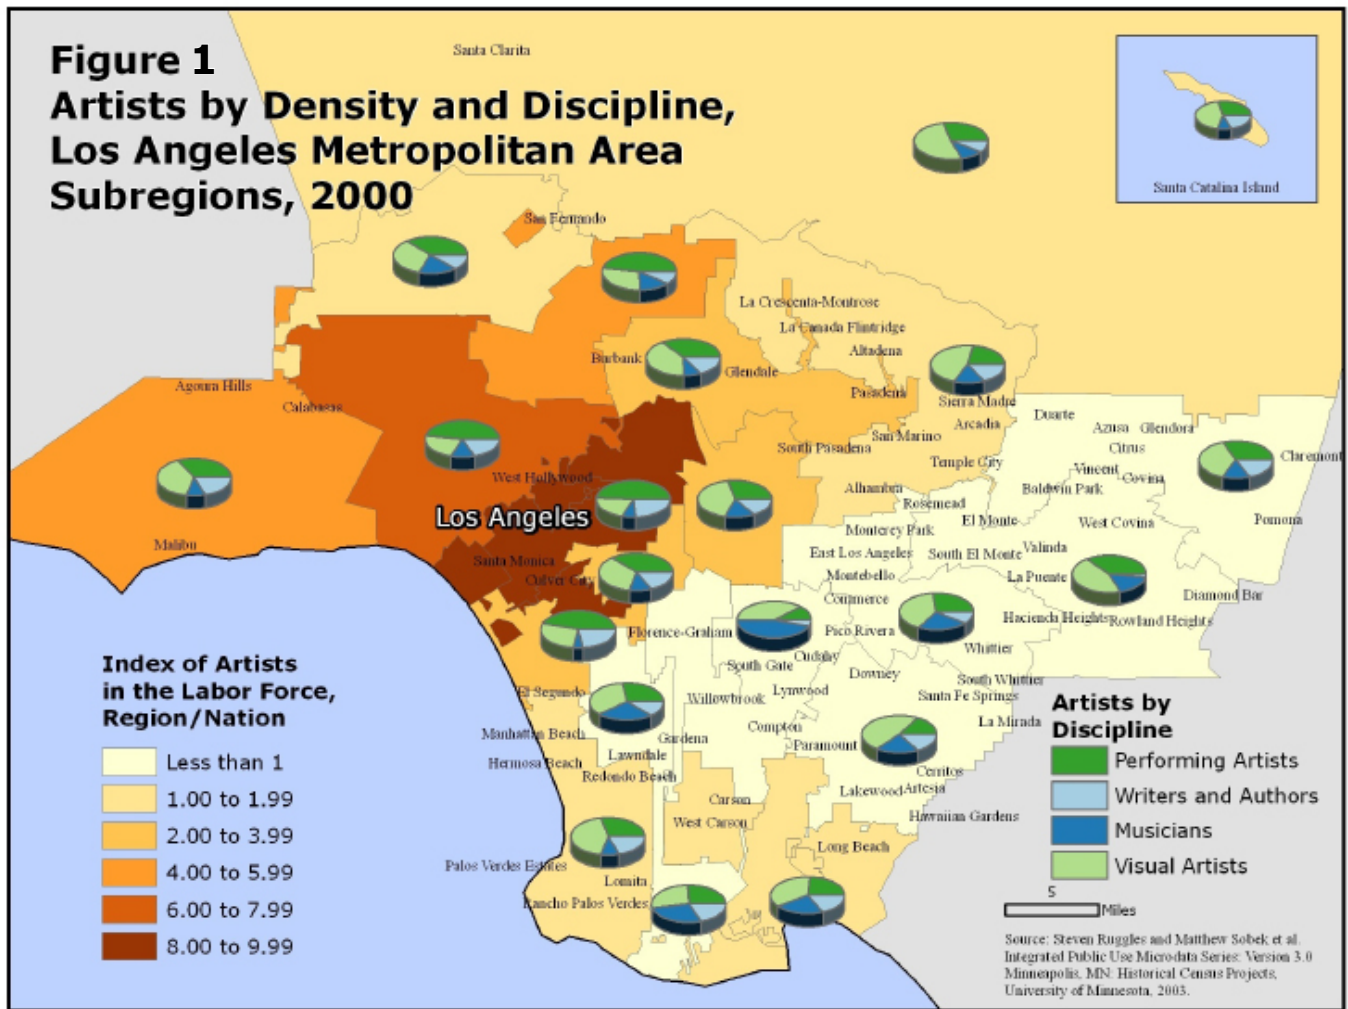 Figure 1
Artists by Density and Discipline,
Los Angeles Metropolitan Area
Subregions, 2000
Santa Clarita
Santa Catalina Island
San Fernando
La Crescenta-Montrose
La Canada Flintridge
Altadena
Burbank
Glendale
Pasadena
Sierra Madre
Agoura Hills
Calabasas
Duarte
Azusa
Glendora
Arcadia
San Marino
South Pasadena
Citrus
Claremont
Temple City
Vincent
Covina
West Hollywood
Alhambra
Baldwin Park
Rosemead
Los Angeles
El Monte
West Covina
Pomona
Monterey Park
Malibu
East Los Angeles
South El Monte
Valinda
Santa Monica
Culver City
Montebello
La Puente
Commerce
Diamond Bar
Hacienda Heights
Rowland Heights
Florence-Graham
Pico Rivera
Whittier
Cudahy
South Gate
Downey
South Whittier
El Segundo
Willowbrook
Lynwood
Santa Fe Springs
La Mirada
Manhattan Beach
Gardena
Compton
Paramount
Lawndale
Hermosa Beach
Redondo Beach
Cerritos
Lakewood
Artesia
Carson
West Carson
Hawaiian Gardens
Long Beach
Palos Verdes Estates
Lomita
Rancho Palos Verdes
Index of Artists
in the Labor Force,
Region/Nation
Less than 1
1.00 to 1.99
2.00 to 3.99
4.00 to 5.99
6.00 to 7.99
8.00 to 9.99
Artists by
Discipline
Performing Artists
Writers and Authors
Musicians
Visual Artists
5
Miles
Source: Steven Ruggles and Matthew Sobek et al.
Integrated Public Use Microdata Series: Version 3.0
Minneapolis, MN: Historical Census Projects,
University of Minnesota, 2003.